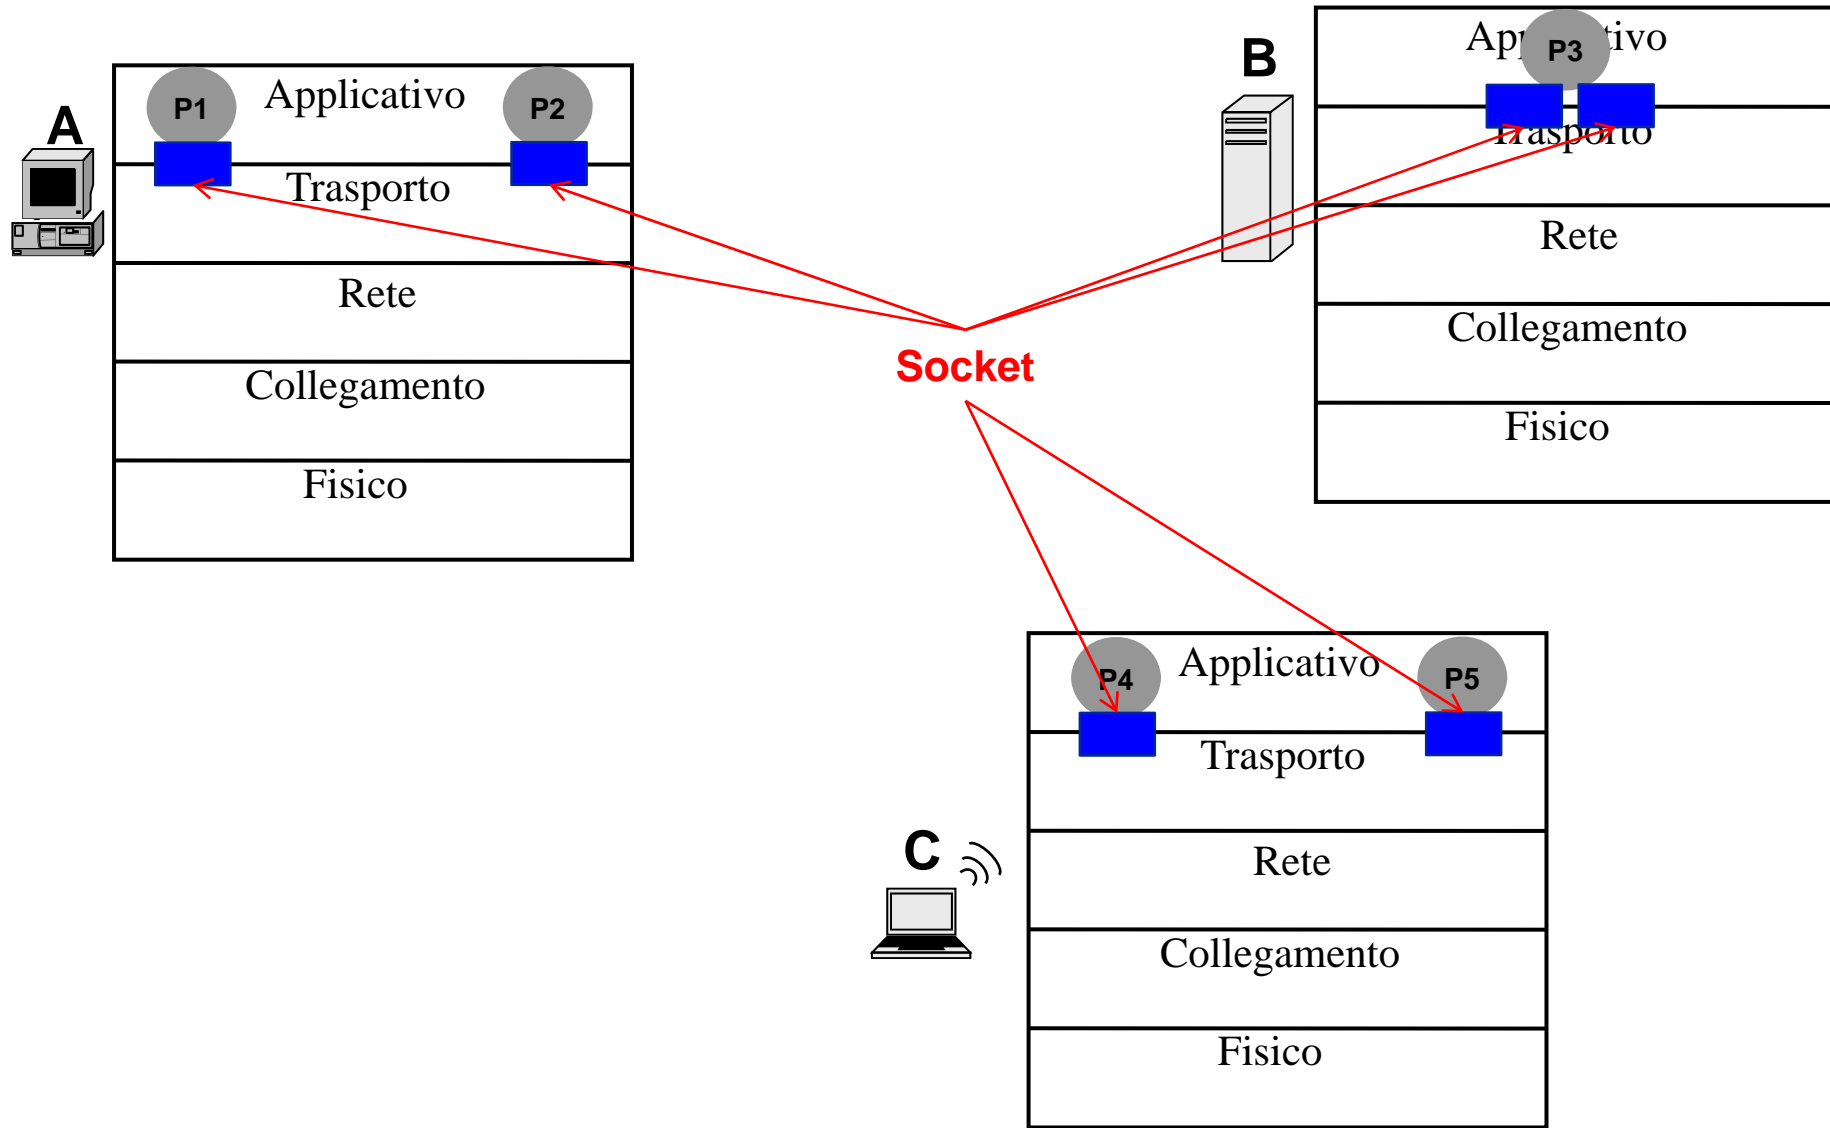 A
P1
Applicativo
P2
Trasporto
Rete
Collegamento
Fisico
B
P3
Trasporto
Rete
Collegamento
Fisico
Socket
C
P4
Applicativo
P5
Trasporto
Rete
Collegamento
Fisico